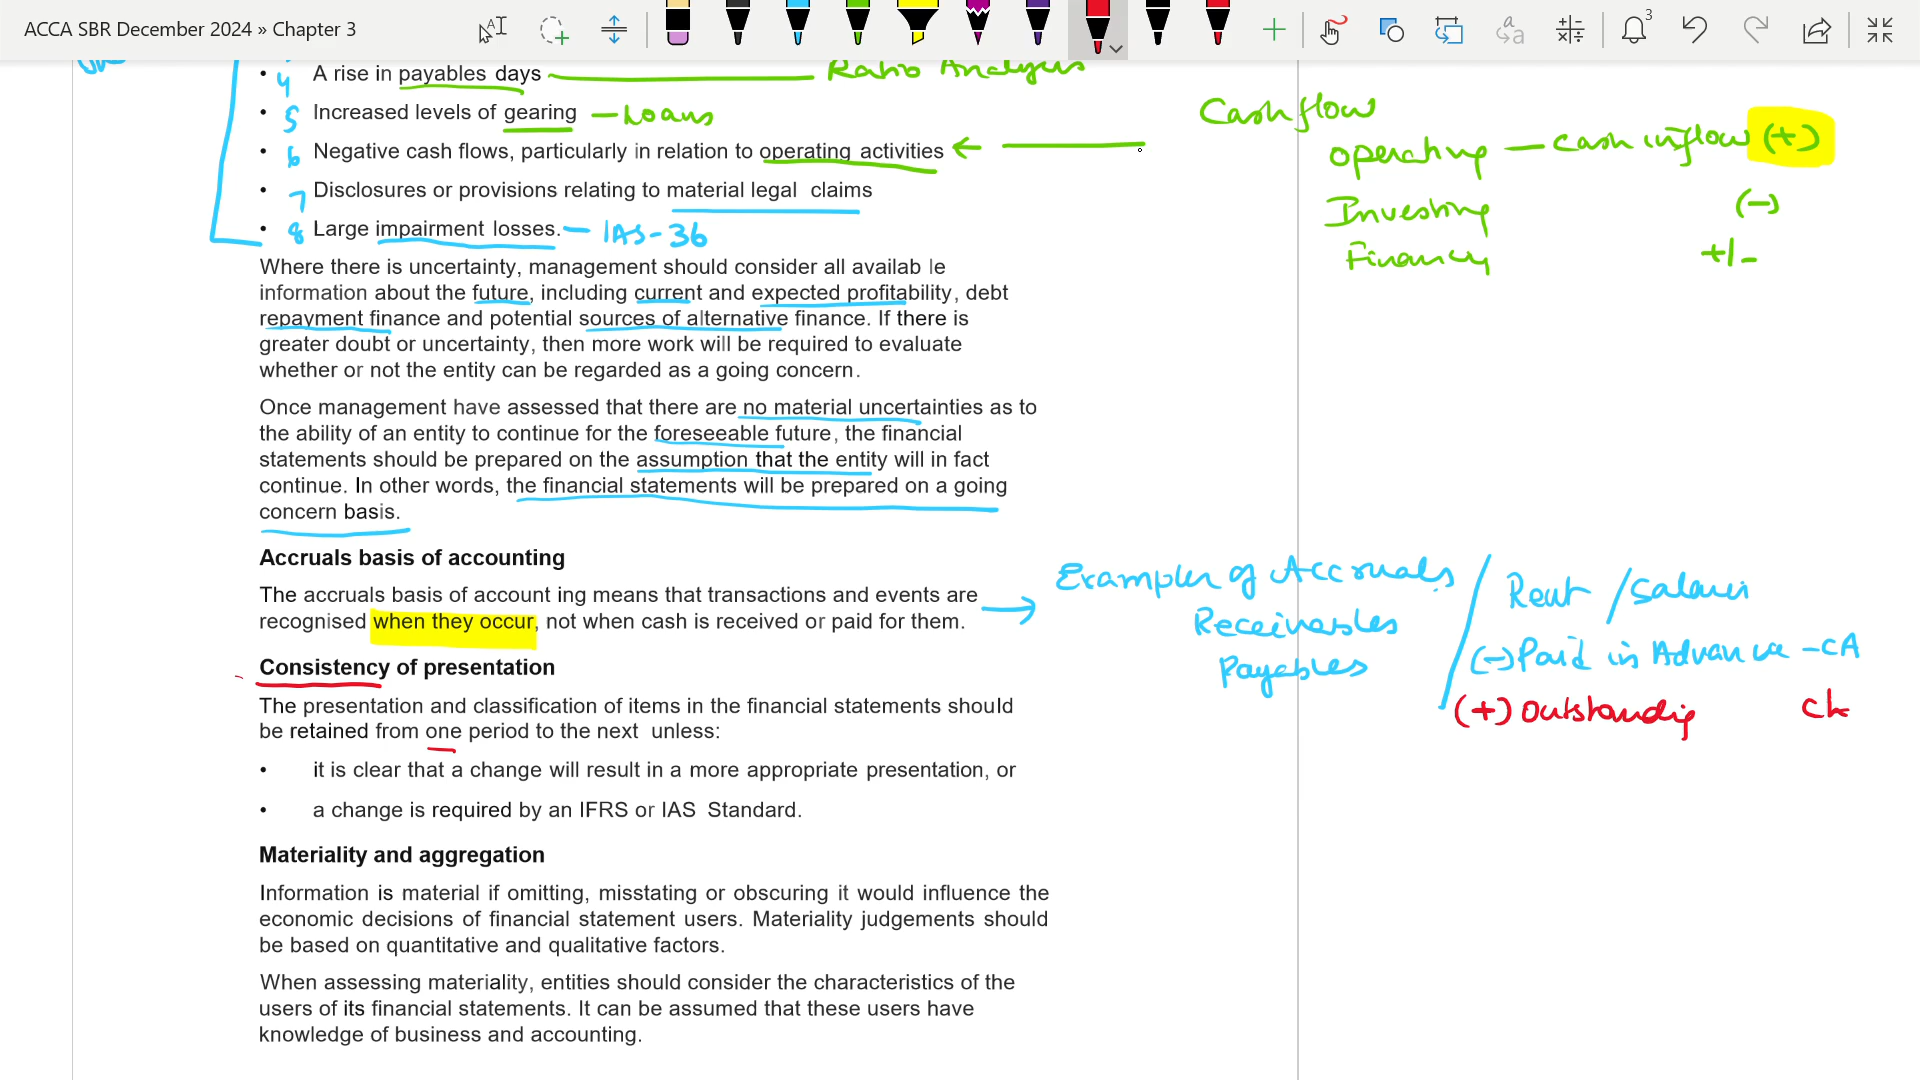 ACCA SBR December 2024 » Chapter 3
3
4 A rise in payables days Ratio Analysis
5 Increased levels of gearing – Loans
Cashflow
6 Negative cash flows, particularly in relation to operating activities
operating – cash inflow (+)
7 Disclosures or provisions relating to material legal claims
Investing (-)
8 Large impairment losses. – IAS-36
Financing +/-
Where there is uncertainty, management should consider all availab le
information about the future, including current and expected profitability, debt
repayment finance and potential sources of alternative finance. If there is
greater doubt or uncertainty, then more work will be required to evaluate
whether or not the entity can be regarded as a going concern.
Once management have assessed that there are no material uncertainties as to
the ability of an entity to continue for the foreseeable future, the financial
statements should be prepared on the assumption that the entity will in fact
continue. In other words, the financial statements will be prepared on a going
concern basis.
Accruals basis of accounting
The accruals basis of account ing means that transactions and events are
recognised when they occur, not when cash is received or paid for them.
Examples of Accruals
Receivables
Payables
Rent / Salaries
(-) Paid in Advance – CA
(+) Outstanding
Consistency of presentation
The presentation and classification of items in the financial statements should
be retained from one period to the next unless:
• it is clear that a change will result in a more appropriate presentation, or
• a change is required by an IFRS or IAS Standard.
Materiality and aggregation
Information is material if omitting, misstating or obscuring it would influence the
economic decisions of financial statement users. Materiality judgements should
be based on quantitative and qualitative factors.
When assessing materiality, entities should consider the characteristics of the
users of its financial statements. It can be assumed that these users have
knowledge of business and accounting.